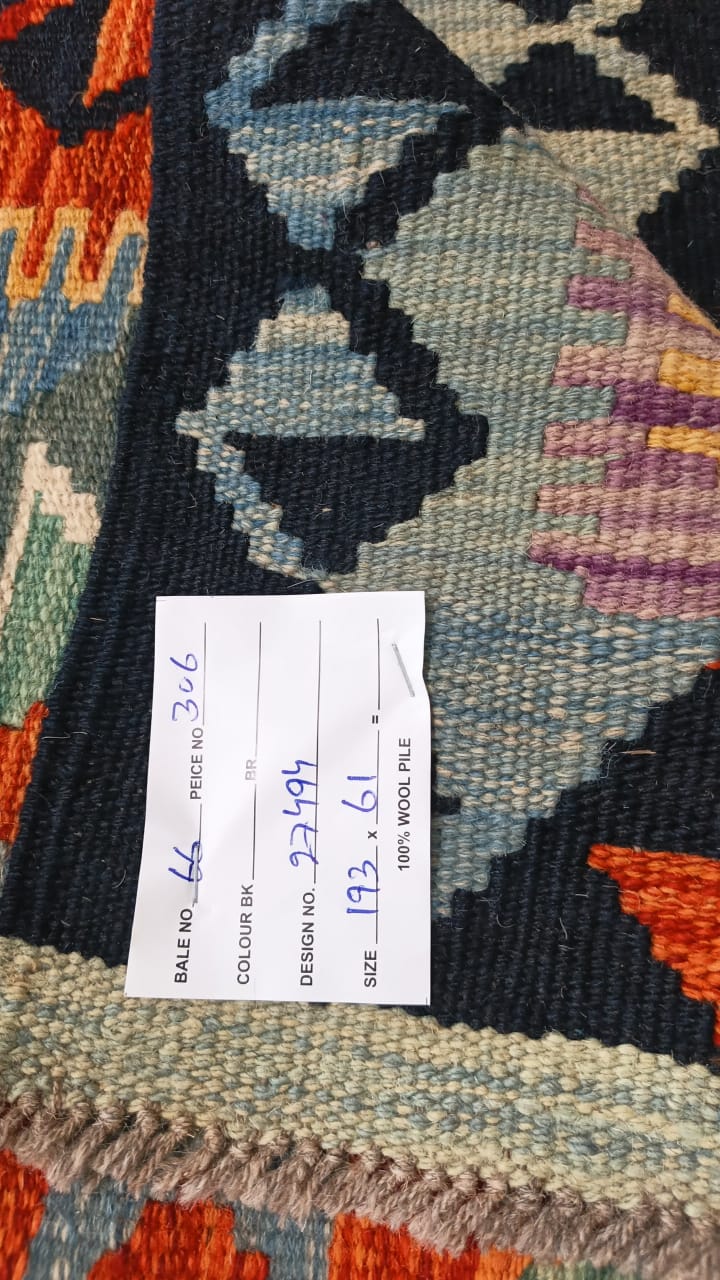 BALE NO 66 PEICE NO 306
COLOUR BK BR
DESIGN NO. 27494
SIZE 193 x 61 =
100% WOOL PILE